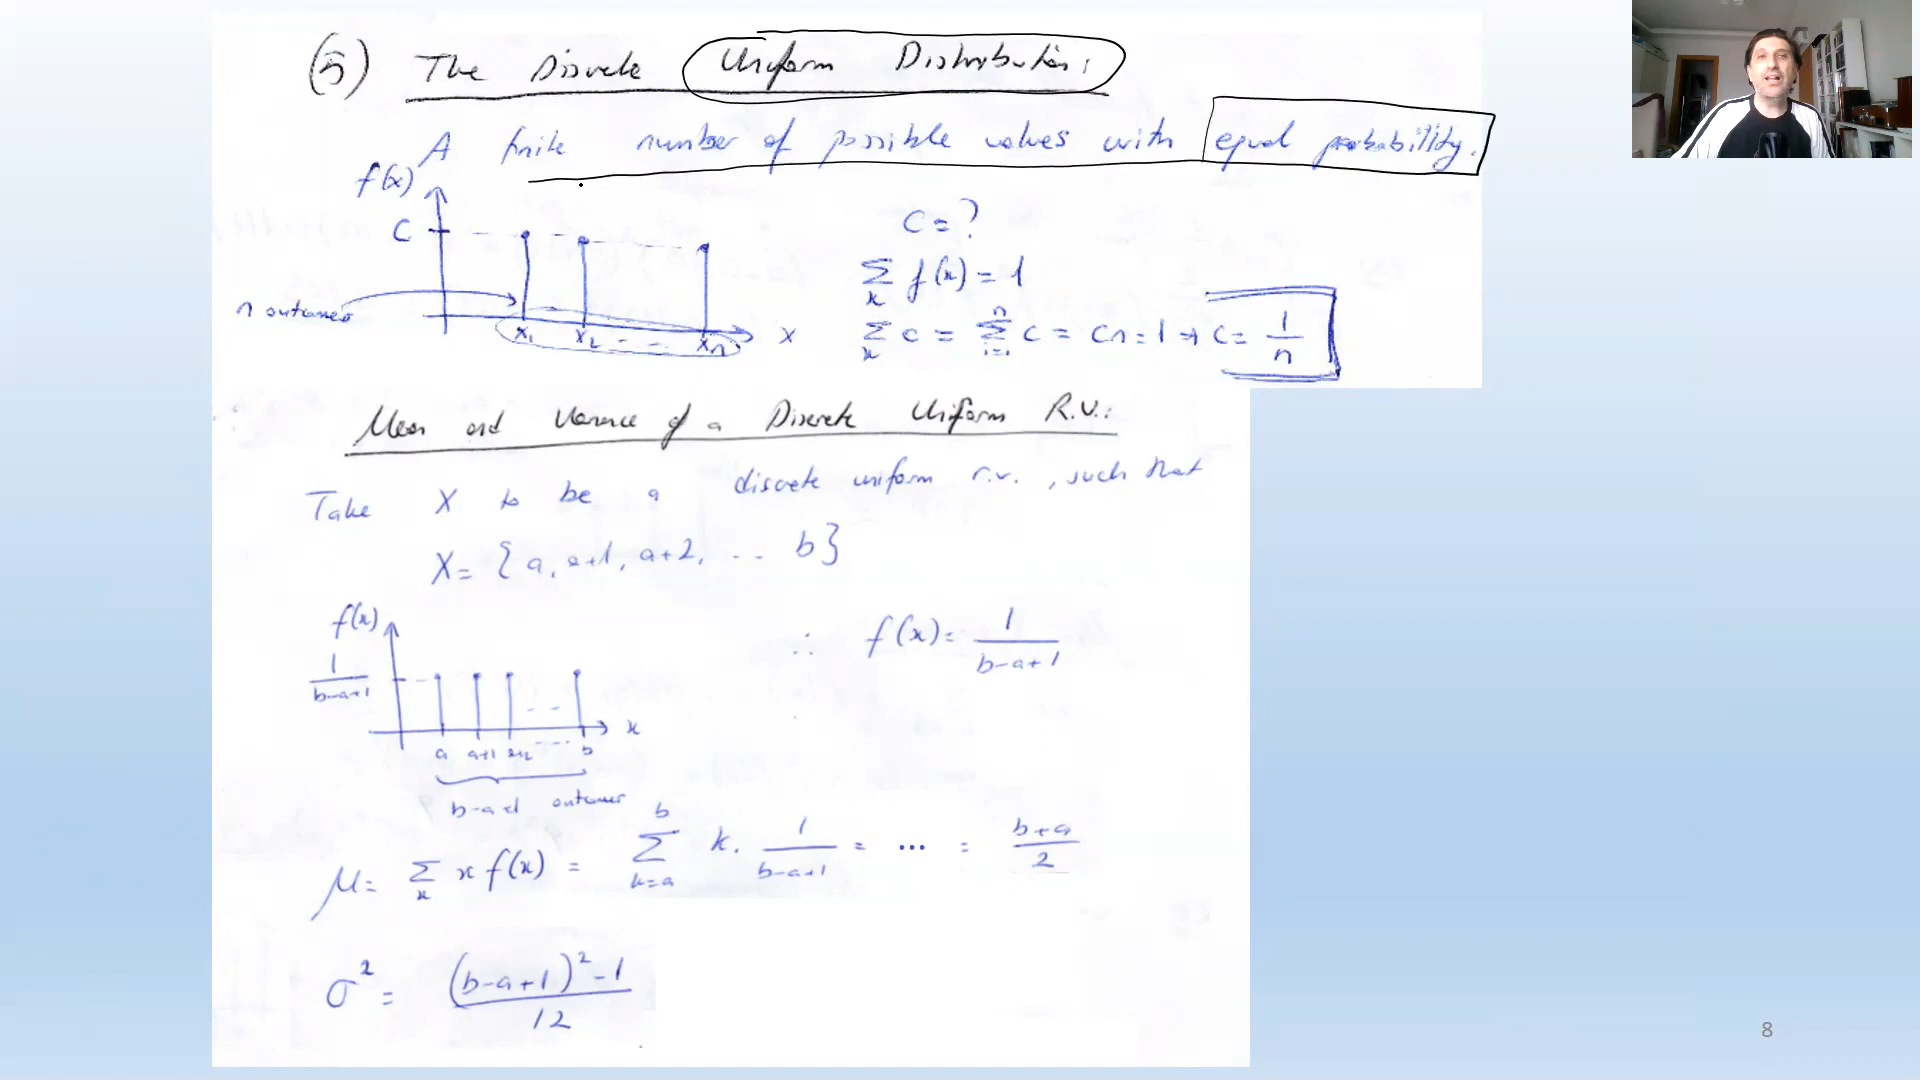 (5) The Discrete Uniform Distribution:
A finite number of possible values with equal probability.
f(x)
C
n outcomes
x₁ x₂ - - - xₙ x
C = ?
∑ₓ f(x) = 1
∑ₓ c = ∑ᵢ₌₁ⁿ c = cn = 1 → c = 1/n
Mean and Variance of a Discrete Uniform R.V.:
Take X to be a discrete uniform r.v., such that
X = {a, a+1, a+2, ... b}
f(x)
1/(b-a+1)
a a+1 a+2 --- b x
b-a+1 outcomes
∴ f(x) = 1/(b-a+1)
μ = ∑ₓ x f(x) = ∑ₖ₌ₐᵇ k. 1/(b-a+1) = ... = (b+a)/2
σ² = ((b-a+1)² - 1)/12
8